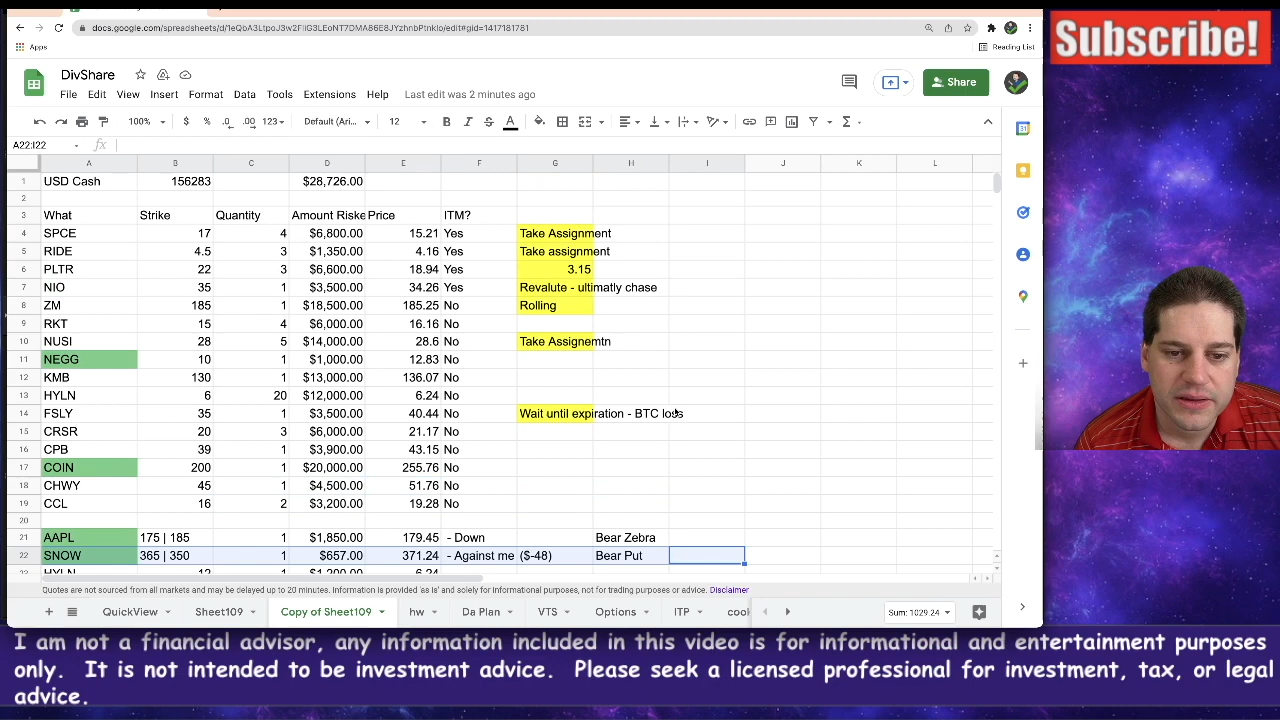 docs.google.com/spreadsheets/d/1eQbA3LtpoJ3w2FliG3LEoNT7DMA86E8JYzhnbPtnkIo/edit#gid=1417181781
Apps
Reading List
Subscribe!
DivShare
File Edit View Insert Format Data Tools Extensions Help Last edit was 2 minutes ago
Share
100% $ % .0 .00 123 Default (Ari... 12 B I S A
A22:I22 fx
A B C D E F G H I J K L
1 USD Cash 156283 $28,726.00
2
3 What Strike Quantity Amount Riske Price ITM?
4 SPCE 17 4 $6,800.00 15.21 Yes Take Assignment
5 RIDE 4.5 3 $1,350.00 4.16 Yes Take assignment
6 PLTR 22 3 $6,600.00 18.94 Yes 3.15
7 NIO 35 1 $3,500.00 34.26 Yes Revalute - ultimatly chase
8 ZM 185 1 $18,500.00 185.25 No Rolling
9 RKT 15 4 $6,000.00 16.16 No
10 NUSI 28 5 $14,000.00 28.6 No Take Assignemtn
11 NEGG 10 1 $1,000.00 12.83 No
12 KMB 130 1 $13,000.00 136.07 No
13 HYLN 6 20 $12,000.00 6.24 No
14 FSLY 35 1 $3,500.00 40.44 No Wait until expiration - BTC loss
15 CRSR 20 3 $6,000.00 21.17 No
16 CPB 39 1 $3,900.00 43.15 No
17 COIN 200 1 $20,000.00 255.76 No
18 CHWY 45 1 $4,500.00 51.76 No
19 CCL 16 2 $3,200.00 19.28 No
20
21 AAPL 175 | 185 1 $1,850.00 179.45 - Down Bear Zebra
22 SNOW 365 | 350 1 $657.00 371.24 - Against me ($-48) Bear Put
23 HYLN 12 1 $1,200.00 6.24
Quotes are not sourced from all markets and may be delayed up to 20 minutes. Information is provided 'as is' and solely for informational purposes, not for trading purposes or advice. Disclaimer
QuickView Sheet109 Copy of Sheet109 hw Da Plan VTS Options ITP cool
Sum: 1029.24
I am not a financial advisor, any information included in this video is for informational and entertainment purposes
only. It is not intended to be investment advice. Please seek a licensed professional for investment, tax, or legal
advice.